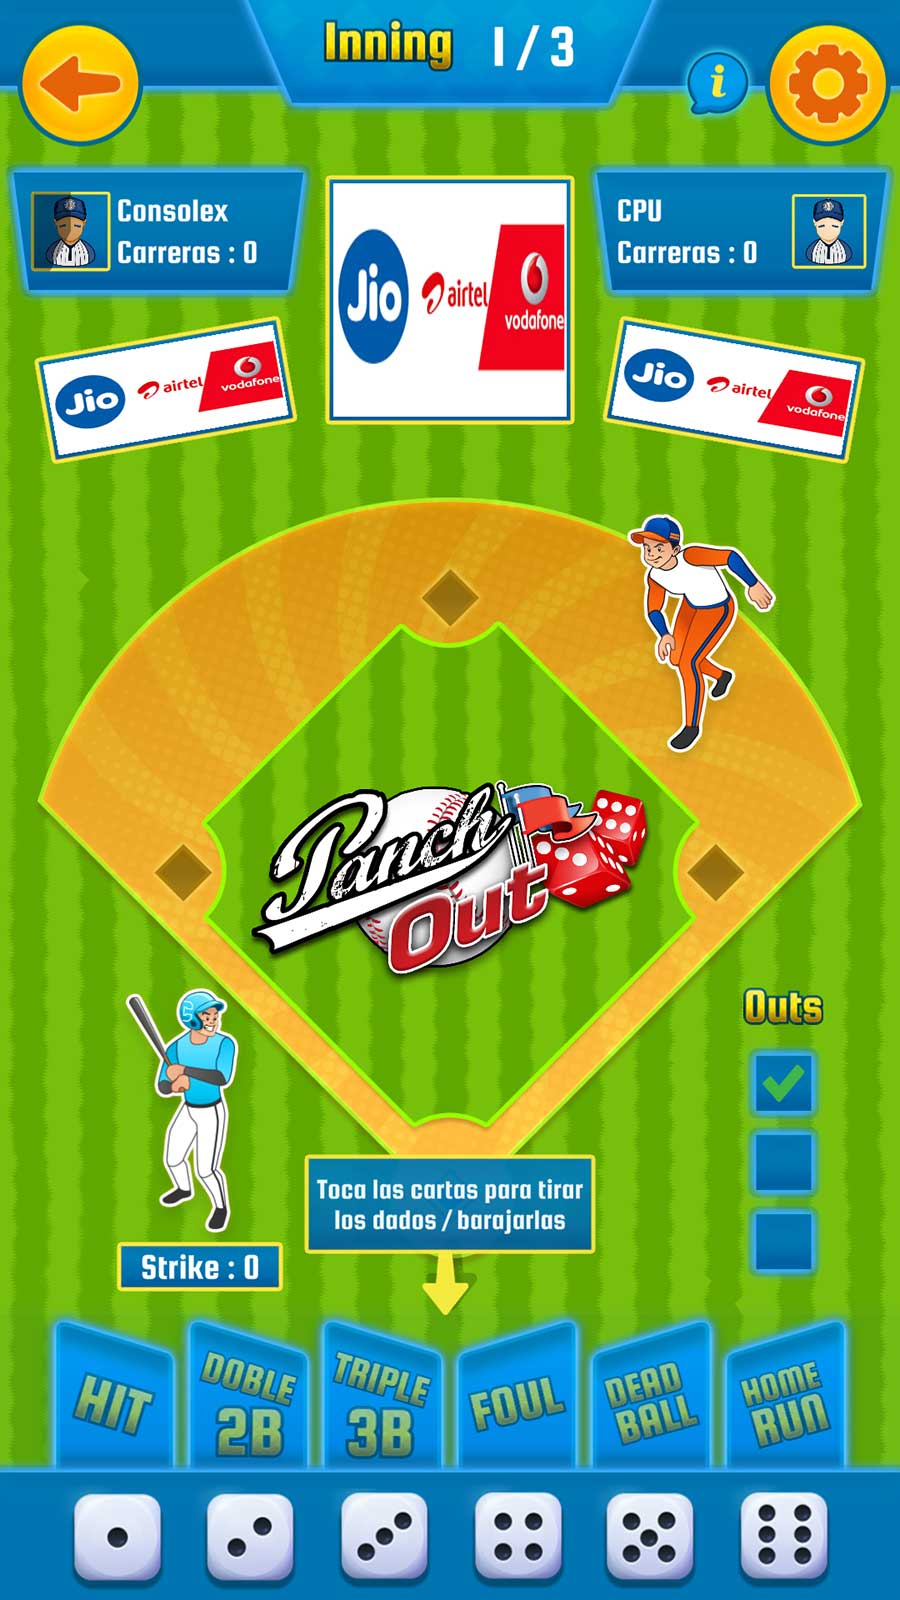 Inning 1 / 3
i
Consolex
Carreras : 0
CPU
Carreras : 0
Jio airtel vodafone
Jio airtel vodafone
Jio airtel vodafone
Panch
Out
Outs
Toca las cartas para tirar
los dados / barajarlas
Strike : 0
HIT
DOBLE
2B
TRIPLE
3B
FOUL
DEAD
BALL
HOME
RUN